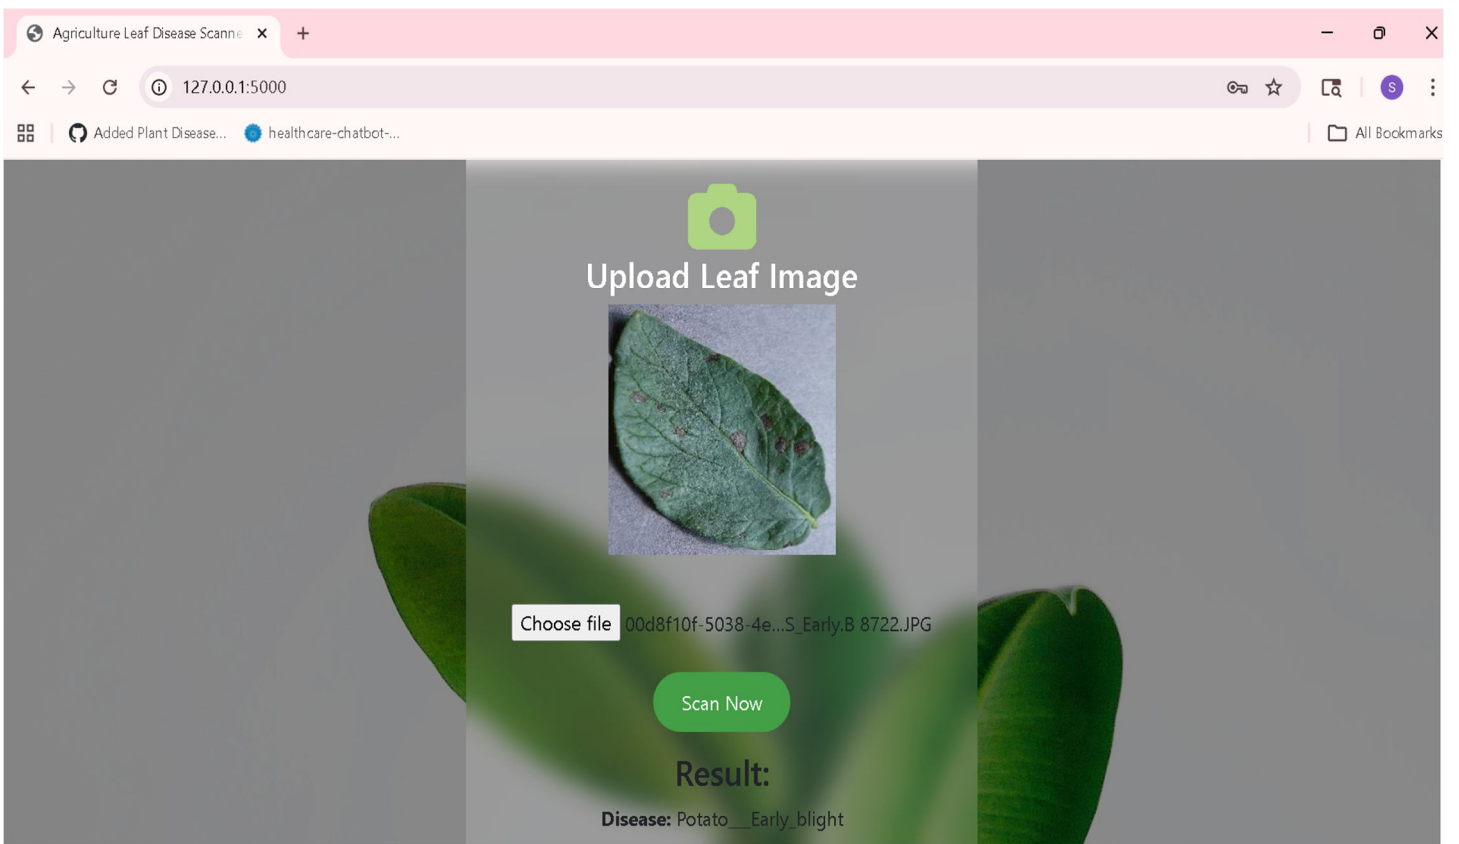 Agriculture Leaf Disease Scanne
127.0.0.1:5000
S
Added Plant Disease... healthcare-chatbot-...
All Bookmarks
Upload Leaf Image
Choose file 00d8f10f-5038-4e...S_Early.B 8722.JPG
Scan Now
Result:
Disease: Potato___Early_blight